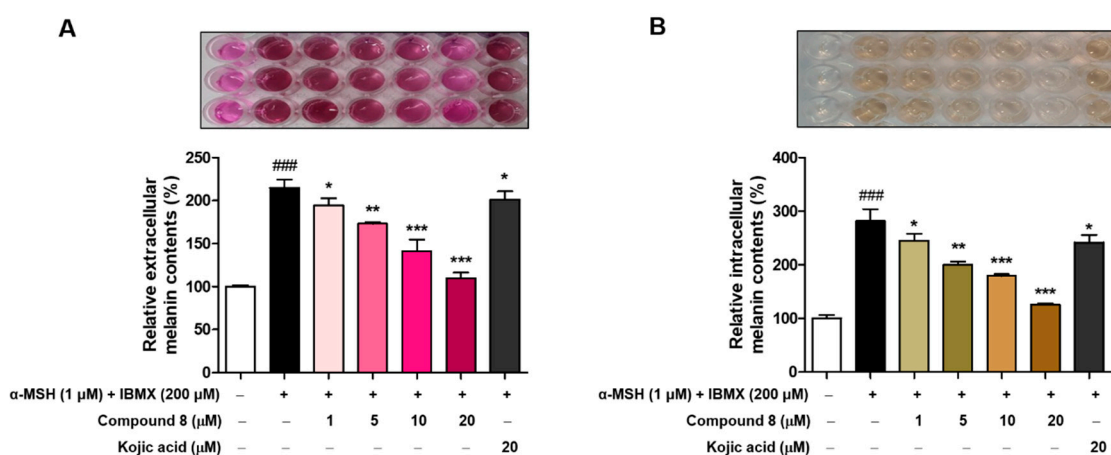 A
Relative extracellular
melanin contents (%)
250
200
150
100
50
0
###
*
**
***
***
*
α-MSH (1 μM) + IBMX (200 μM) – + + + + + +
Compound 8 (μM) – – 1 5 10 20 –
Kojic acid (μM) – – – – – – 20
B
Relative intracellular
melanin contents (%)
400
300
200
100
0
###
*
**
***
***
*
α-MSH (1 μM) + IBMX (200 μM) – + + + + + +
Compound 8 (μM) – – 1 5 10 20 –
Kojic acid (μM) – – – – – – 20